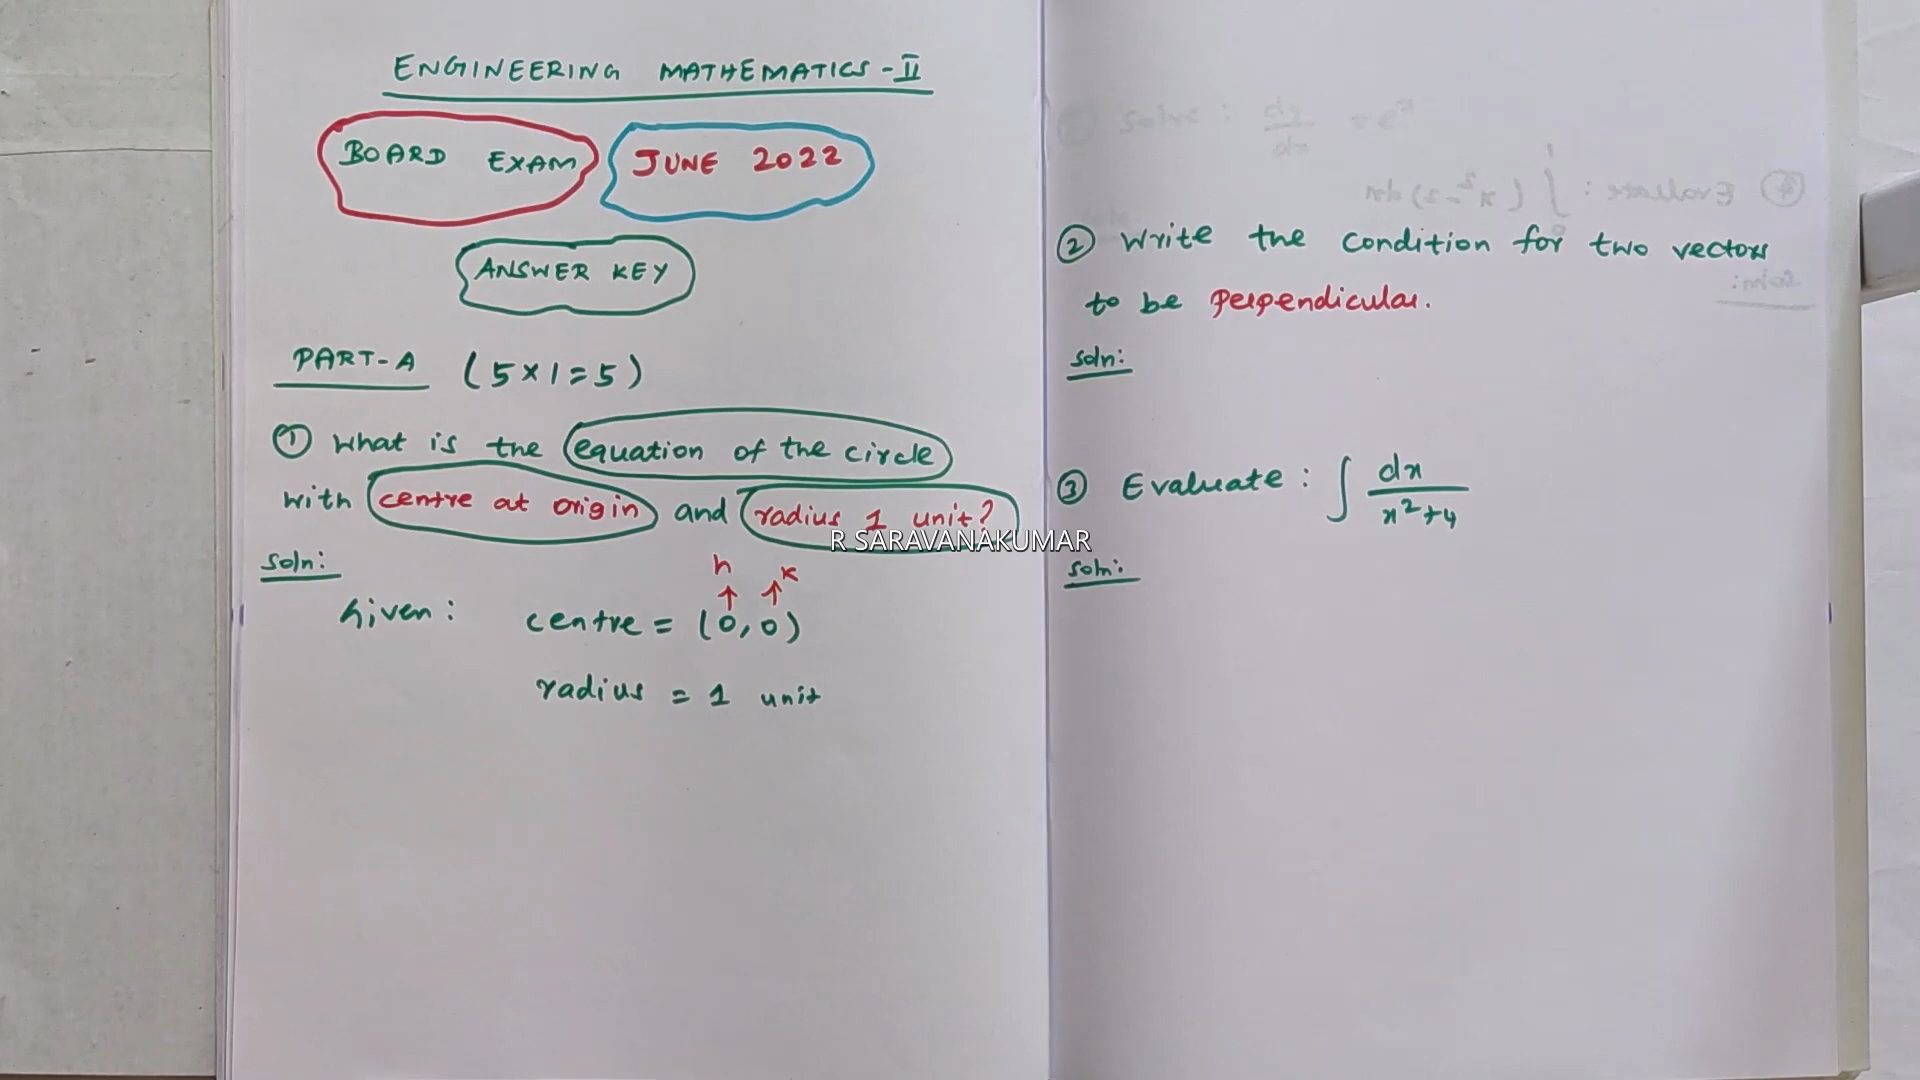 ENGINEERING MATHEMATICS - II
BOARD EXAM JUNE 2022
ANSWER KEY
PART-A (5×1=5)
① What is the equation of the circle
with centre at origin and radius 1 unit?
Soln:
h k
↑ ↑
Given: centre = (0,0)
radius = 1 unit
② Write the condition for two vectors
to be perpendicular.
Soln:
③ Evaluate : ∫ dx / x²+4
Soln:
R SARAVANAKUMAR